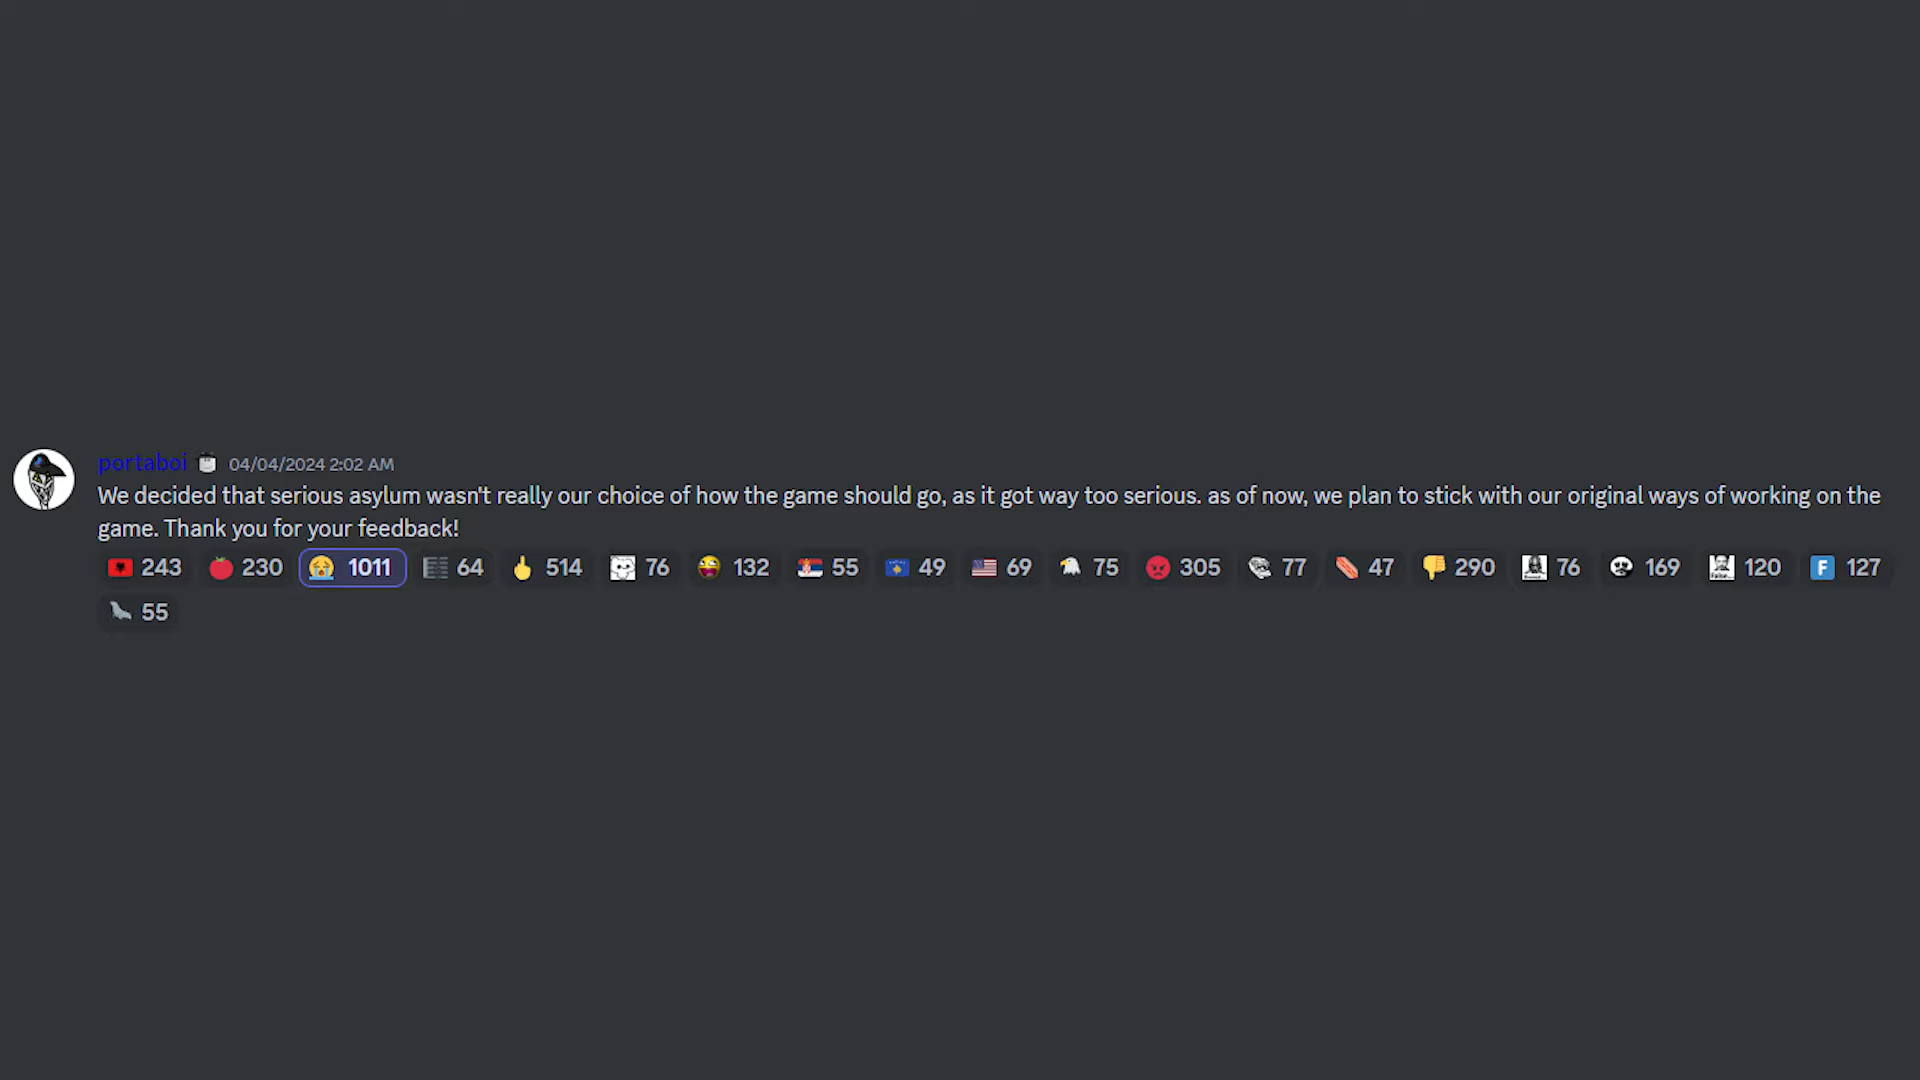 portaboi 04/04/2024 2:02 AM
We decided that serious asylum wasn't really our choice of how the game should go, as it got way too serious. as of now, we plan to stick with our original ways of working on the
game. Thank you for your feedback!
243 230 1011 64 514 76 132 55 49 69 75 305 77 47 290 76 169 120 F 127
55